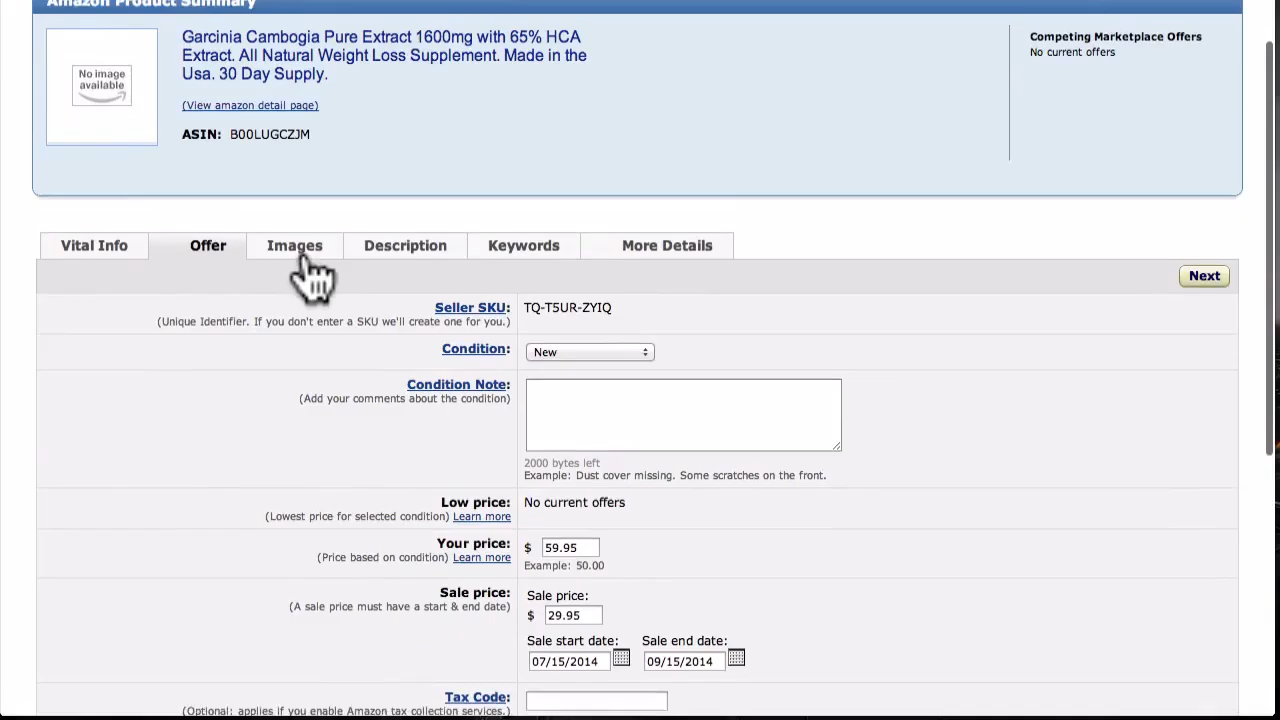 Amazon Product Summary
No image
available
Garcinia Cambogia Pure Extract 1600mg with 65% HCA
Extract. All Natural Weight Loss Supplement. Made in the
Usa. 30 Day Supply.
(View amazon detail page)
ASIN: B00LUGCZJM
Competing Marketplace Offers
No current offers
Vital Info
Offer
Images
Description
Keywords
More Details
Next
Seller SKU: TQ-T5UR-ZYIQ
(Unique Identifier. If you don't enter a SKU we'll create one for you.)
Condition: New
Condition Note:
(Add your comments about the condition)
2000 bytes left
Example: Dust cover missing. Some scratches on the front.
Low price: No current offers
(Lowest price for selected condition) Learn more
Your price: $ 59.95
(Price based on condition) Learn more
Example: 50.00
Sale price:
(A sale price must have a start & end date)
Sale price:
$ 29.95
Sale start date: Sale end date:
07/15/2014 09/15/2014
Tax Code:
(Optional: applies if you enable Amazon tax collection services.)